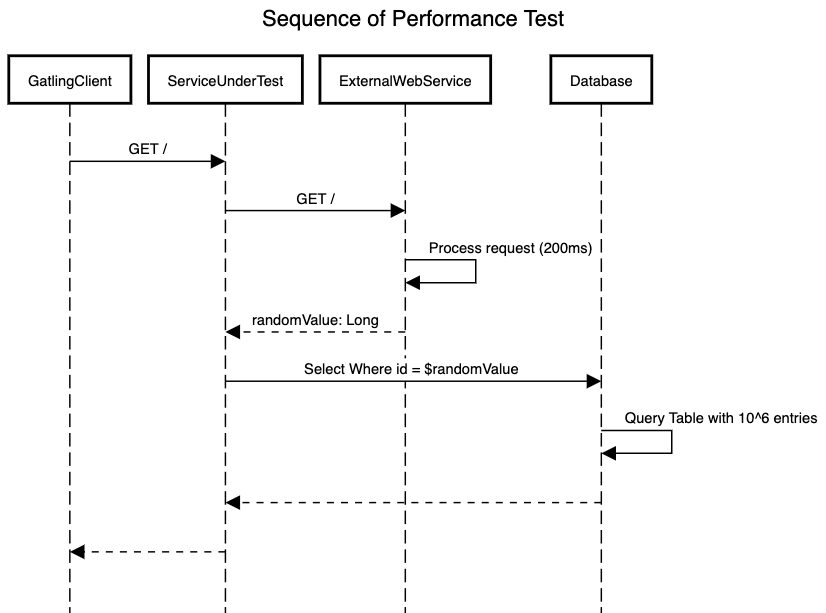 Sequence of Performance Test
GatlingClient
ServiceUnderTest
ExternalWebService
Database
GET /
GET /
Process request (200ms)
randomValue: Long
Select Where id = $randomValue
Query Table with 10^6 entries